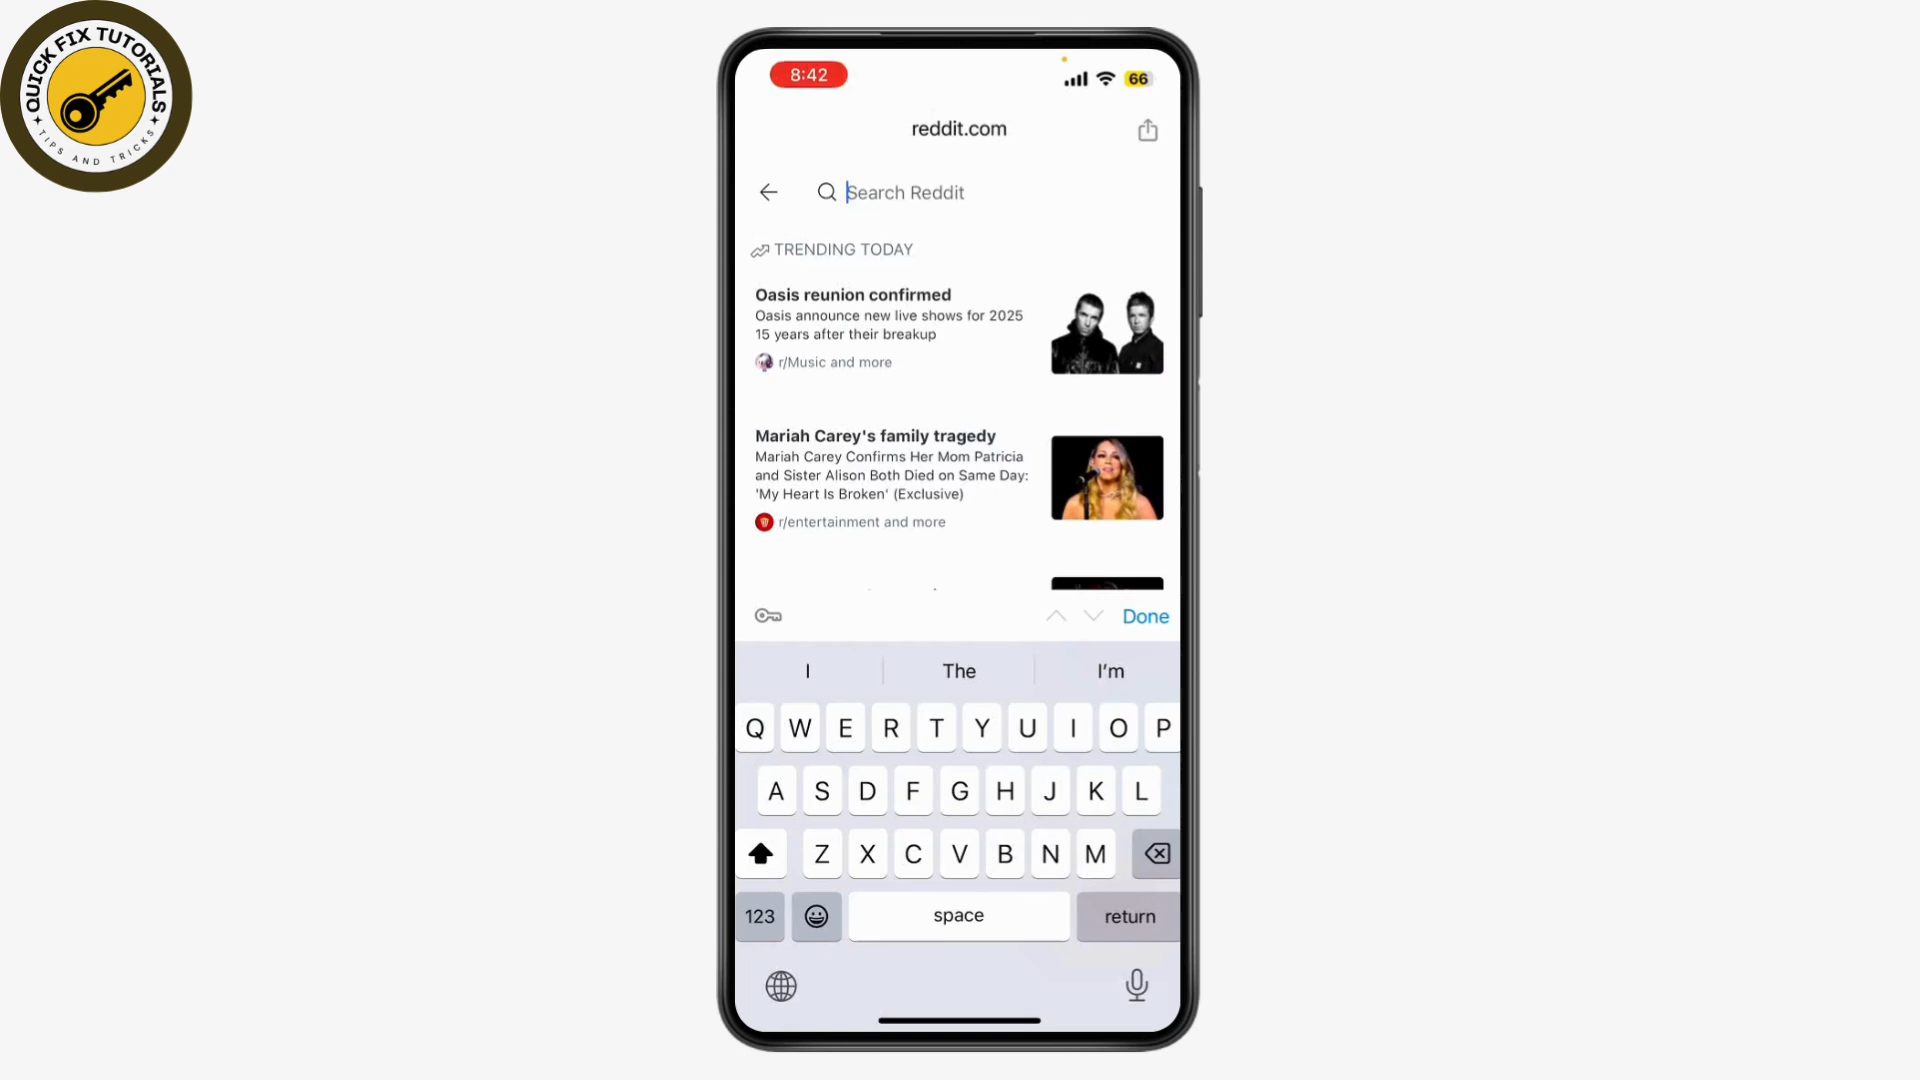 QUICK FIX TUTORIALS
TIPS AND TRICKS
8:42
66
reddit.com
Search Reddit
TRENDING TODAY
Oasis reunion confirmed
Oasis announce new live shows for 2025
15 years after their breakup
r/Music and more
Mariah Carey's family tragedy
Mariah Carey Confirms Her Mom Patricia
and Sister Alison Both Died on Same Day:
'My Heart Is Broken' (Exclusive)
r/entertainment and more
Done
I The I'm
Q W E R T Y U I O P
A S D F G H J K L
Z X C V B N M
123 space return